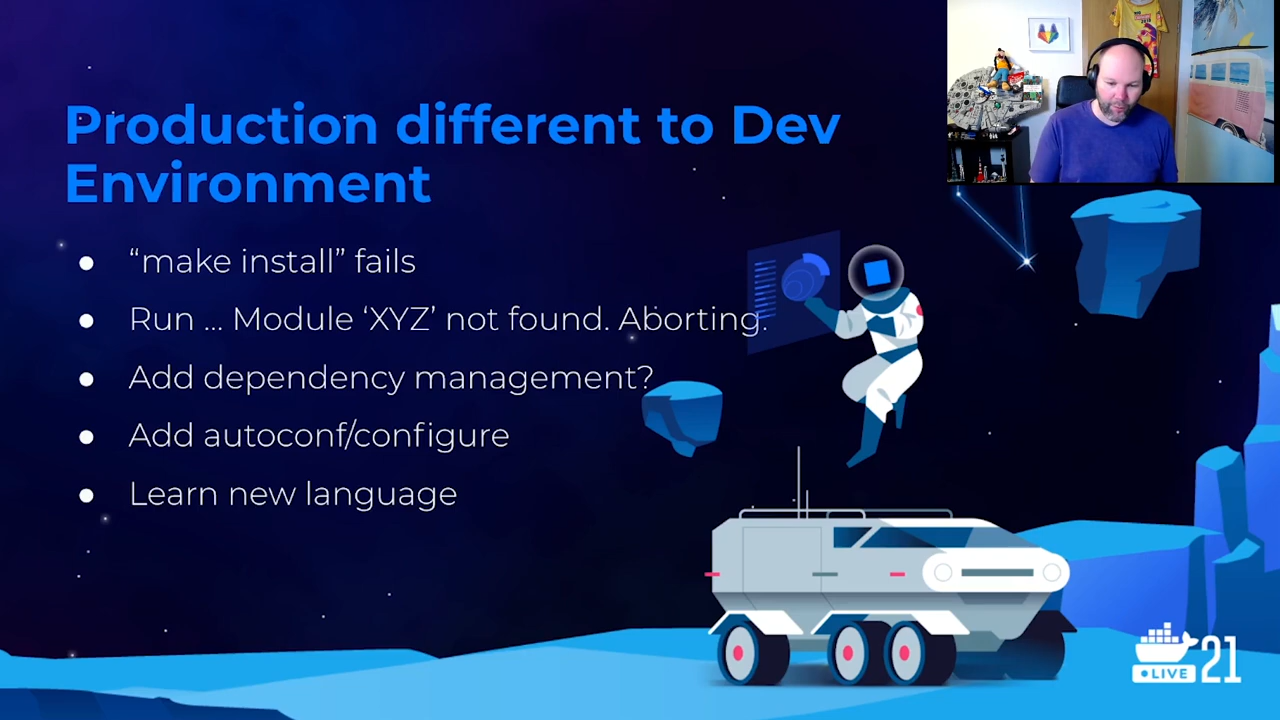 Production different to Dev
Environment
● “make install” fails
● Run ... Module ‘XYZ’ not found. Aborting.
● Add dependency management?
● Add autoconf/configure
● Learn new language
LIVE 21